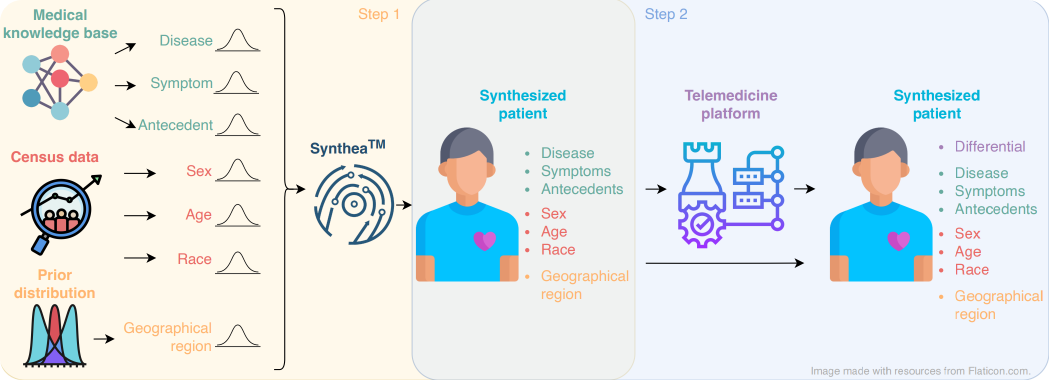 Medical
knowledge base
Disease
Symptom
Antecedent
Census data
Sex
Age
Race
Prior
distribution
Geographical
region
Step 1
Synthea™
Synthesized
patient
• Disease
• Symptoms
• Antecedents
• Sex
• Age
• Race
• Geographical
region
Step 2
Telemedicine
platform
Synthesized
patient
• Differential
• Disease
• Symptoms
• Antecedents
• Sex
• Age
• Race
• Geographical
region
Image made with resources from Flaticon.com.